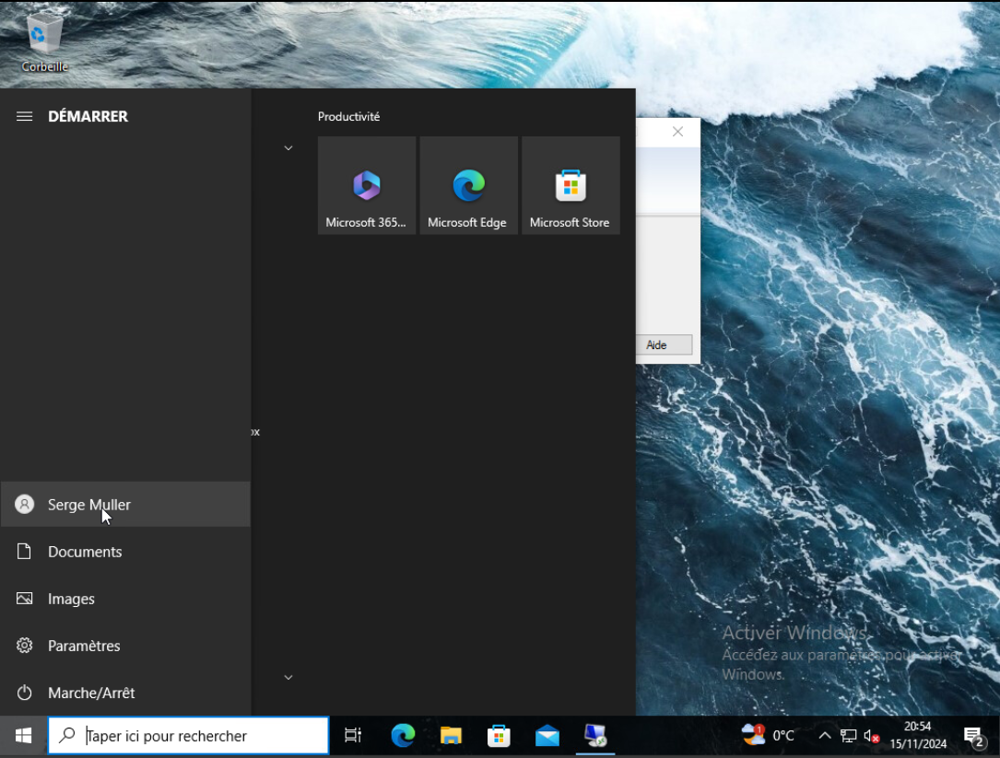 Corbeille
DÉMARRER
Productivité
Microsoft 365...
Microsoft Edge
Microsoft Store
Aide
ox
Serge Muller
Documents
Images
Paramètres
Marche/Arrêt
Activer Windows
Accédez aux paramètres pour activer
Windows.
Taper ici pour rechercher
1
0°C
20:54
15/11/2024
2